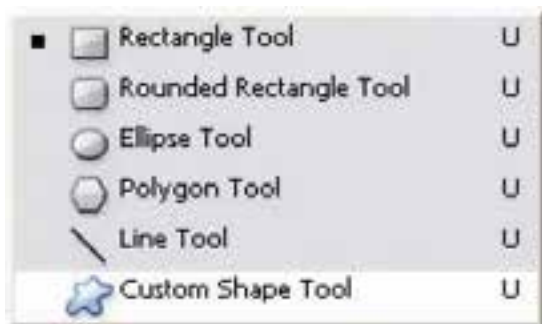 Rectangle Tool U
Rounded Rectangle Tool U
Ellipse Tool U
Polygon Tool U
Line Tool U
Custom Shape Tool U